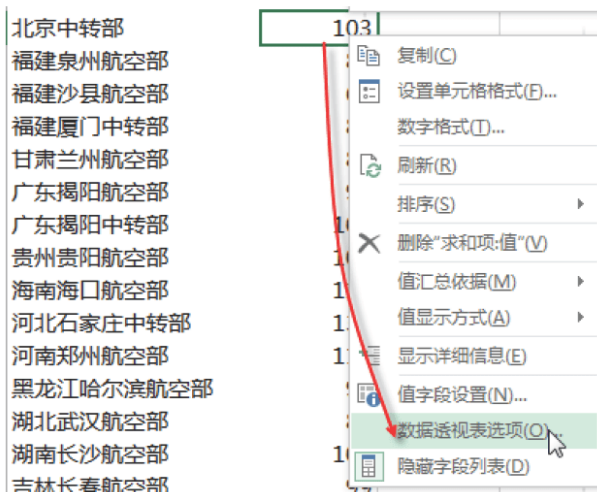 北京中转部 103
福建泉州航空部
福建沙县航空部
福建厦门中转部
甘肃兰州航空部
广东揭阳航空部
广东揭阳中转部
贵州贵阳航空部
海南海口航空部
河北石家庄中转部
河南郑州航空部
黑龙江哈尔滨航空部
湖北武汉航空部
湖南长沙航空部
吉林长春航空部
复制(C)
设置单元格格式(F)...
数字格式(T)...
刷新(R)
排序(S)
删除“求和项:值”(V)
值汇总依据(M)
值显示方式(A)
显示详细信息(E)
值字段设置(N)...
数据透视表选项(O)...
隐藏字段列表(D)